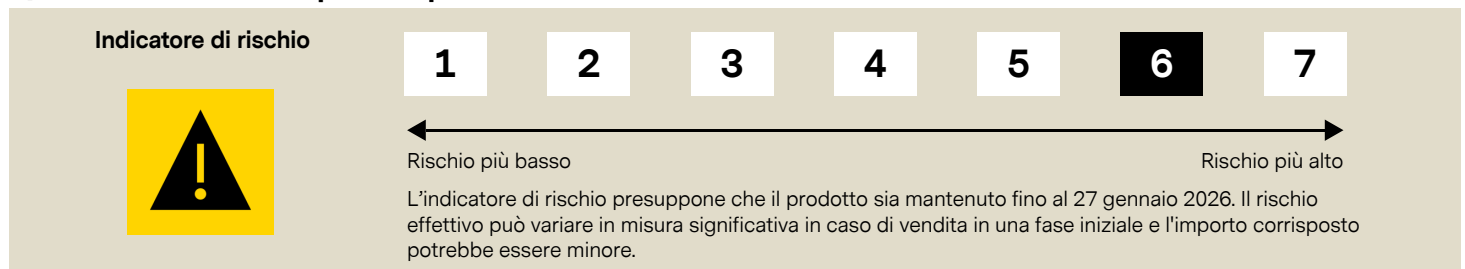 Indicatore di rischio
1 2 3 4 5 6 7
Rischio più basso Rischio più alto
L'indicatore di rischio presuppone che il prodotto sia mantenuto fino al 27 gennaio 2026. Il rischio
effettivo può variare in misura significativa in caso di vendita in una fase iniziale e l'importo corrisposto
potrebbe essere minore.